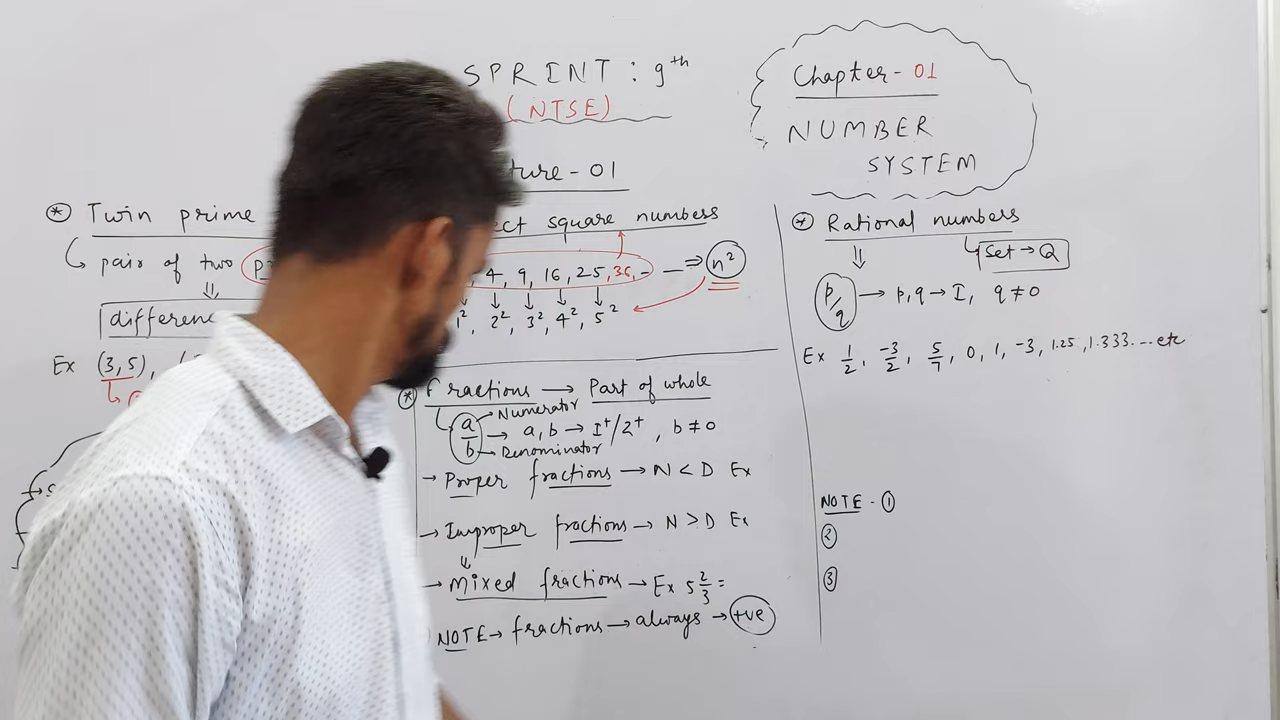 SPRINT : 9th
(NTSE)
Chapter - 01
NUMBER
SYSTEM
ture - 01
* Twin prime
pair of two
differenc
Ex (3,5),
ect square numbers
4, 9, 16, 25, 36, - — ⇒ n²
1² 2², 3², 4², 5²
* Fractions → Part of whole
a/b → Numerator
→ a, b → I⁺/Z⁺, b ≠ 0
Denominator
→ Proper fractions → N < D Ex
→ Improper fractions → N > D Ex
→ Mixed fractions → Ex 5 2/3 =
NOTE → fractions → always → +ve
* Rational numbers
Set → Q
p/q → p, q → I, q ≠ 0
Ex 1/2, -3/2, 5/7, 0, 1, -3, 1.25, 1.333... etc
NOTE - ①
②
③